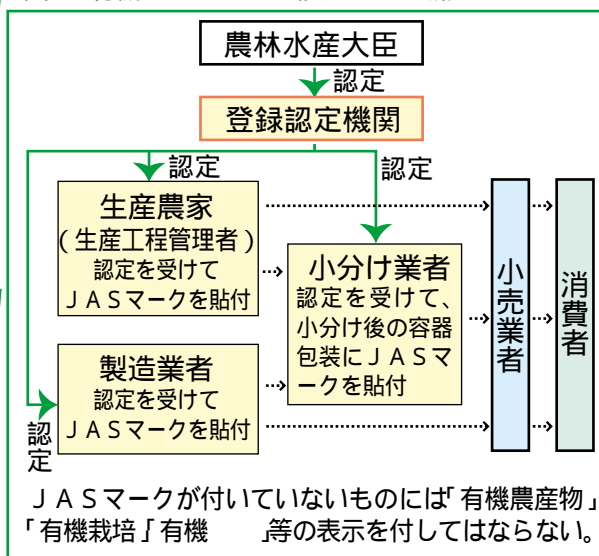 農林水産大臣
認定
登録認定機関
認定
認定
生産農家
(生産工程管理者)
認定を受けて
ＪＡＳマークを貼付
小分け業者
認定を受けて、
小分け後の容器
包装にＪＡＳマ
ークを貼付
製造業者
認定を受けて
ＪＡＳマークを貼付
認定
小売業者
消費者
ＪＡＳマークが付いていないものには「有機農産物」
「有機栽培」「有機　　」等の表示を付してはならない。